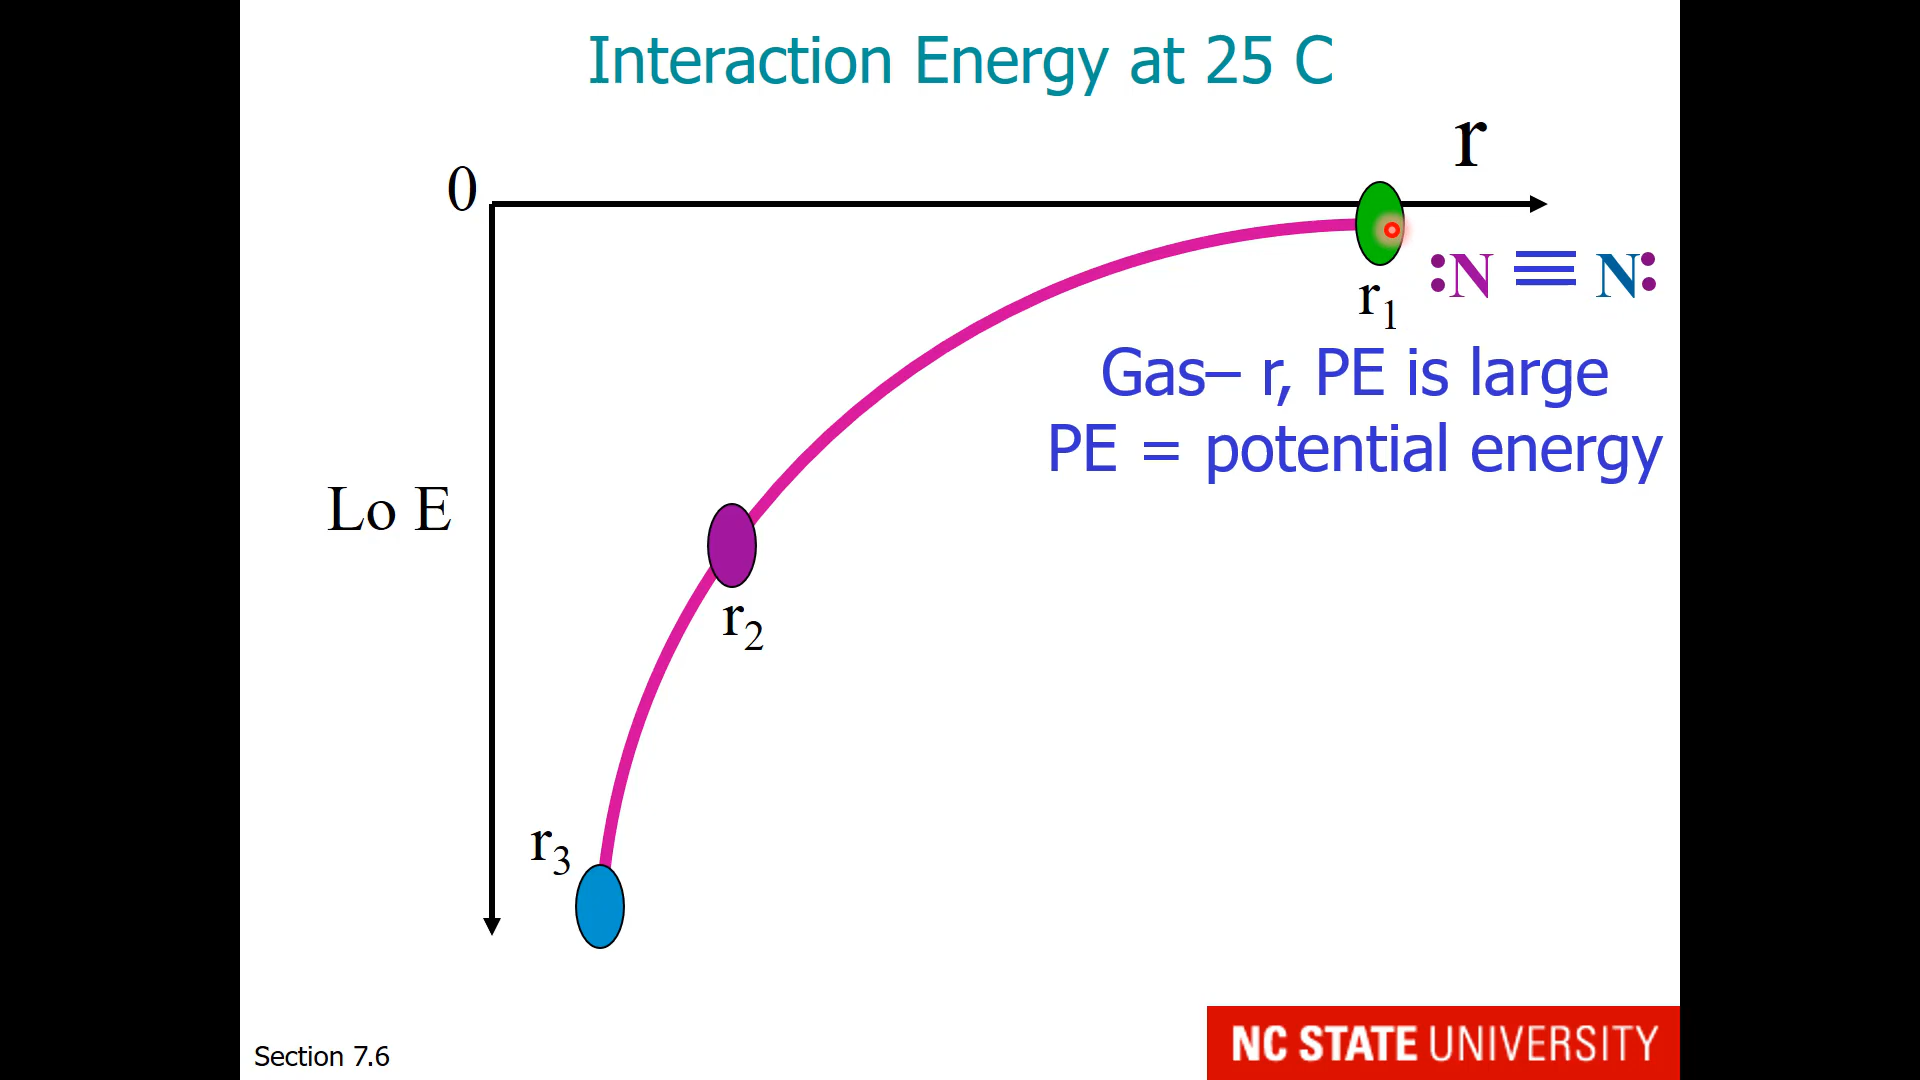 Interaction Energy at 25 C
r
0
:N ≡ N:
r₁
Gas– r, PE is large
PE = potential energy
Lo E
r₂
r₃
Section 7.6
NC STATE UNIVERSITY